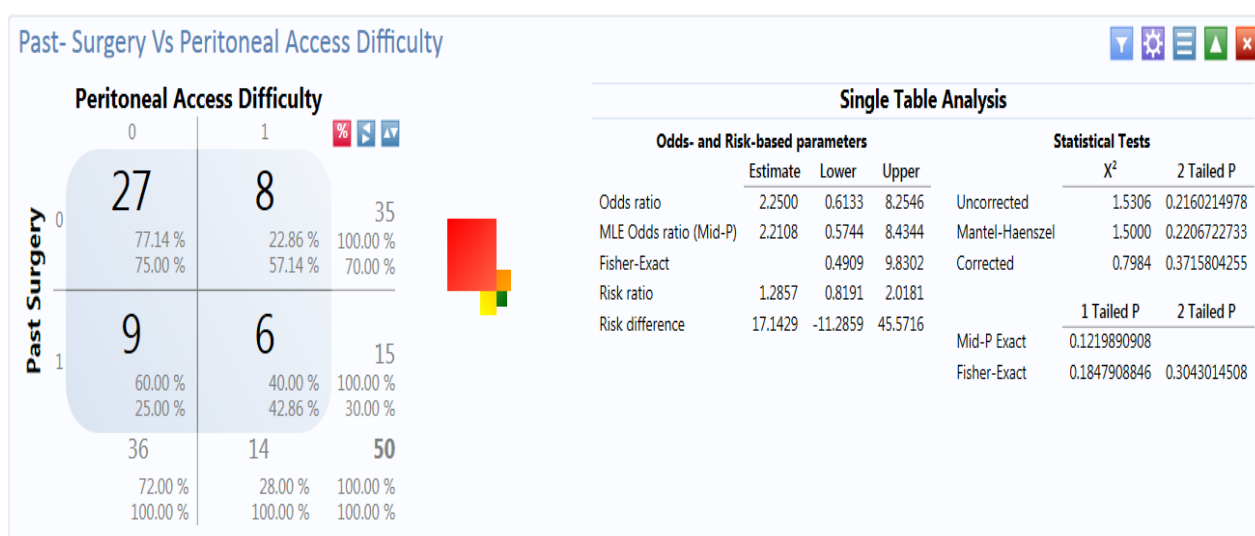 Past- Surgery Vs Peritoneal Access Difficulty
Peritoneal Access Difficulty
0 1 %
Past Surgery
0 27 8 35
77.14 % 22.86 % 100.00 %
75.00 % 57.14 % 70.00 %
1 9 6 15
60.00 % 40.00 % 100.00 %
25.00 % 42.86 % 30.00 %
36 14 50
72.00 % 28.00 % 100.00 %
100.00 % 100.00 % 100.00 %
Single Table Analysis
Odds- and Risk-based parameters
Estimate Lower Upper
Odds ratio 2.2500 0.6133 8.2546
MLE Odds ratio (Mid-P) 2.2108 0.5744 8.4344
Fisher-Exact 0.4909 9.8302
Risk ratio 1.2857 0.8191 2.0181
Risk difference 17.1429 -11.2859 45.5716
Statistical Tests
X² 2 Tailed P
Uncorrected 1.5306 0.2160214978
Mantel-Haenszel 1.5000 0.2206722733
Corrected 0.7984 0.3715804255
1 Tailed P 2 Tailed P
Mid-P Exact 0.1219890908
Fisher-Exact 0.1847908846 0.3043014508